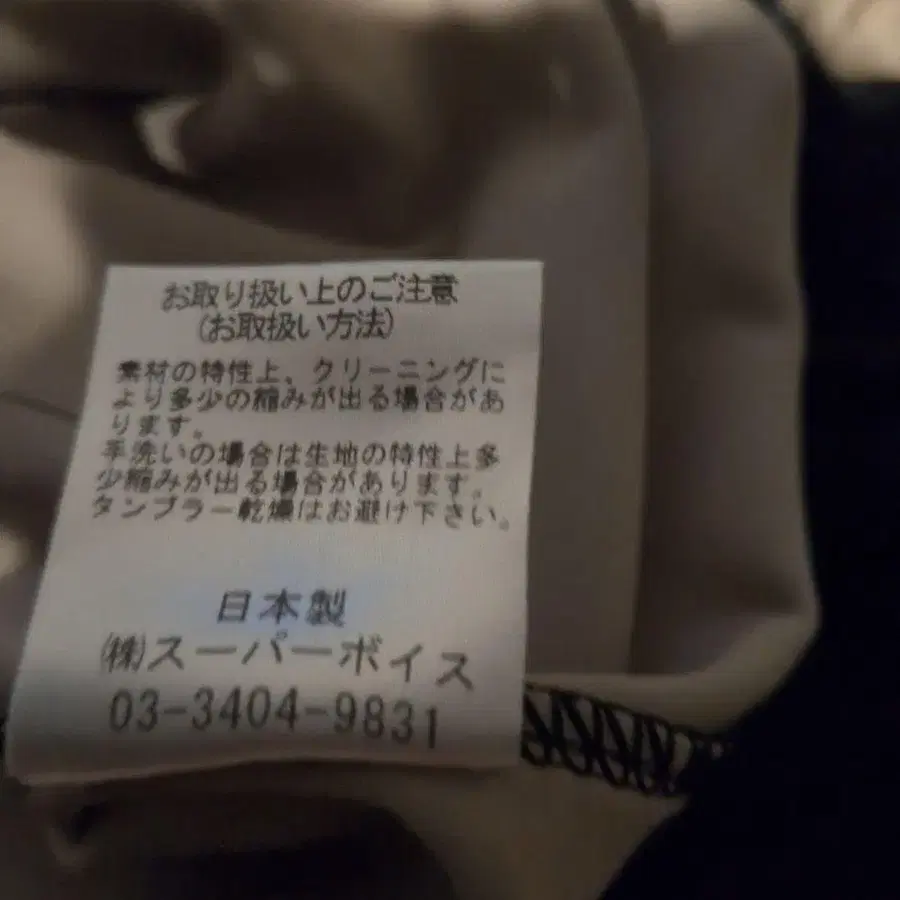 お取り扱い上のご注意
(お取扱い方法)
素材の特性上、クリーニングに
より多少の縮みが出る場合があ
ります。
手洗いの場合は生地の特性上多
少縮みが出る場合があります。
タンブラー乾燥はお避け下さい。
日本製
㈱スーパーボイス
03-3404-9831